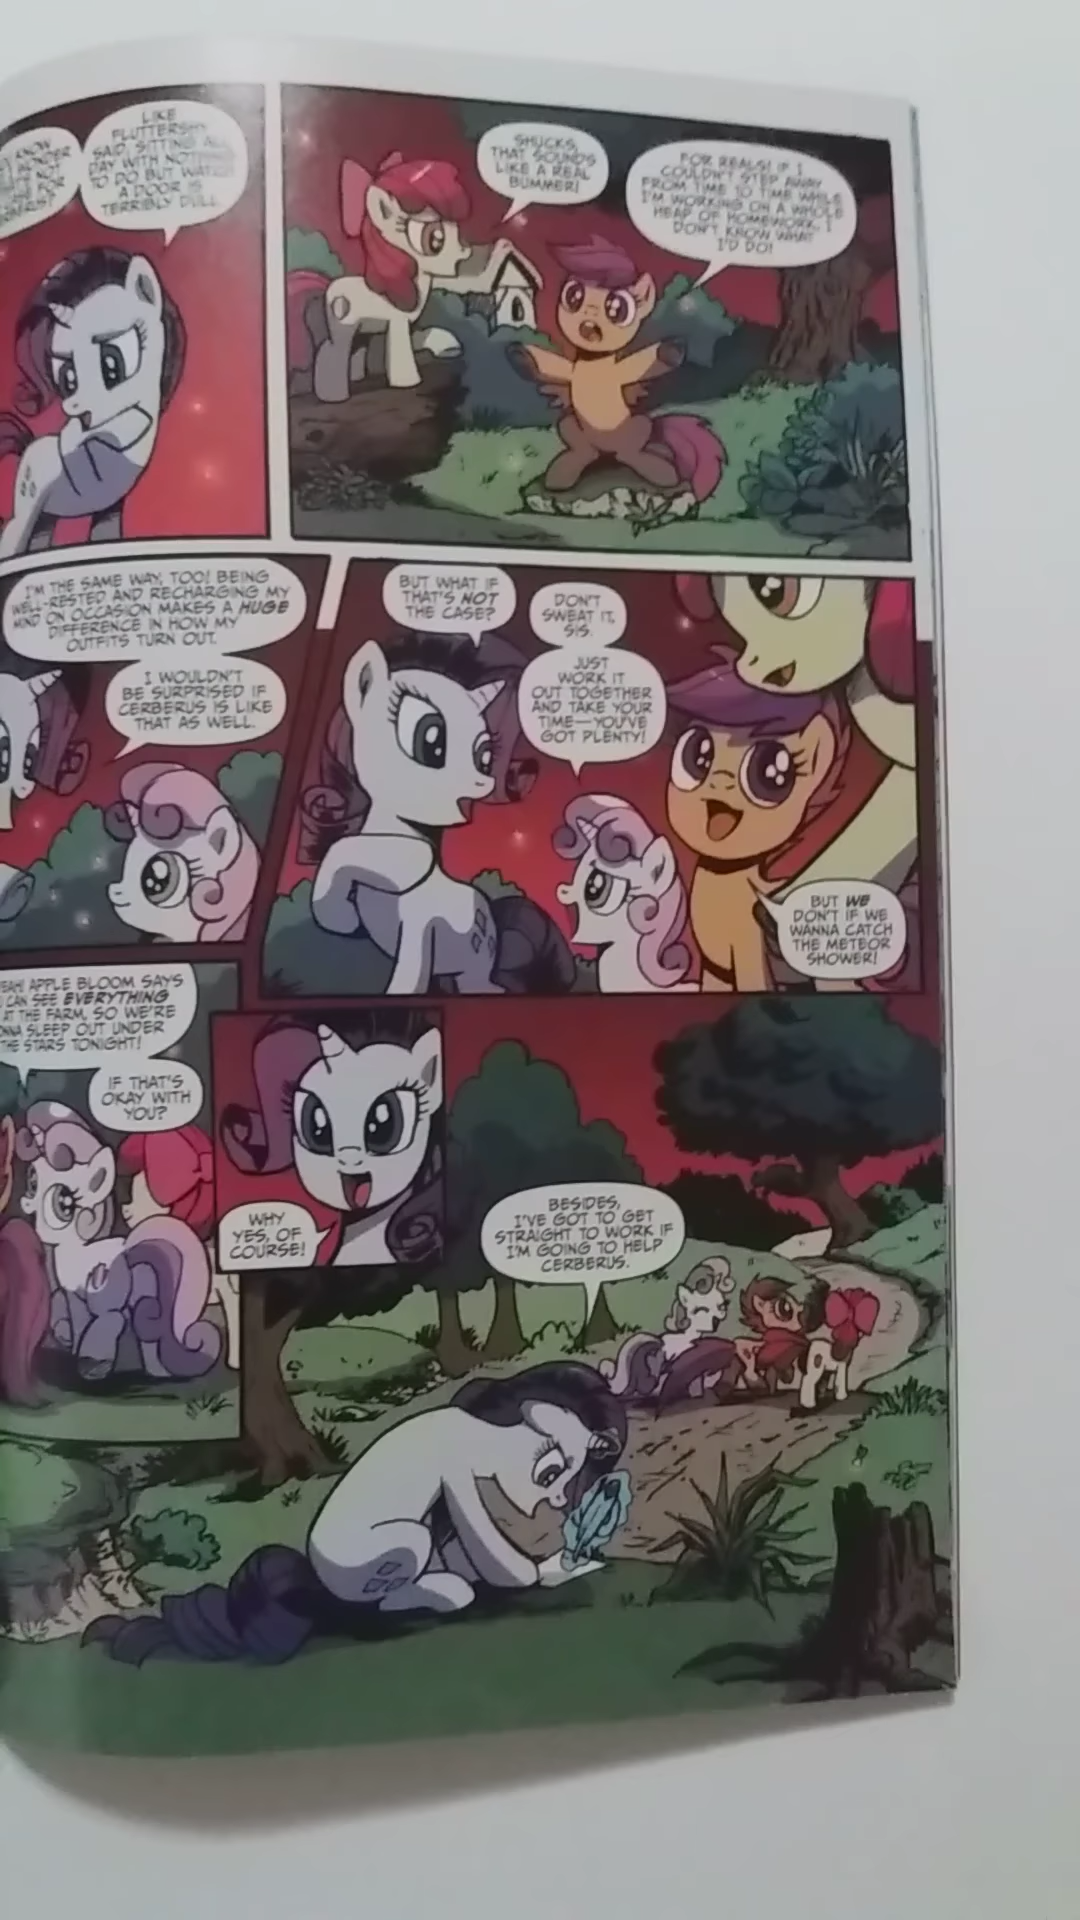 KNOW
WONDER
NOT
FOR
LIKE
FLUTTERSHY
SAID, SITTING ALL
DAY WITH NOTHING
TO DO BUT WATCH
A DOOR IS
TERRIBLY DULL.
SHUCKS,
THAT SOUNDS
LIKE A REAL
BUMMER!
FOR REALS! IF I
COULDN'T STEP AWAY
FROM TIME TO TIME WHILE
I'M WORKING ON A WHOLE
HEAP OF HOMEWORK, I
DON'T KNOW WHAT
I'D DO!
I'M THE SAME WAY, TOO! BEING
WELL-RESTED AND RECHARGING MY
MIND ON OCCASION MAKES A HUGE
DIFFERENCE IN HOW MY
OUTFITS TURN OUT.
I WOULDN'T
BE SURPRISED IF
CERBERUS IS LIKE
THAT AS WELL.
BUT WHAT IF
THAT'S NOT
THE CASE?
DON'T
SWEAT IT,
SIS.
JUST
WORK IT
OUT TOGETHER
AND TAKE YOUR
TIME—YOU'VE
GOT PLENTY!
BUT WE
DON'T IF WE
WANNA CATCH
THE METEOR
SHOWER!
YEAH! APPLE BLOOM SAYS
CAN SEE EVERYTHING
AT THE FARM, SO WE'RE
GONNA SLEEP OUT UNDER
THE STARS TONIGHT!
IF THAT'S
OKAY WITH
YOU?
WHY
YES, OF
COURSE!
BESIDES,
I'VE GOT TO GET
STRAIGHT TO WORK IF
I'M GOING TO HELP
CERBERUS.